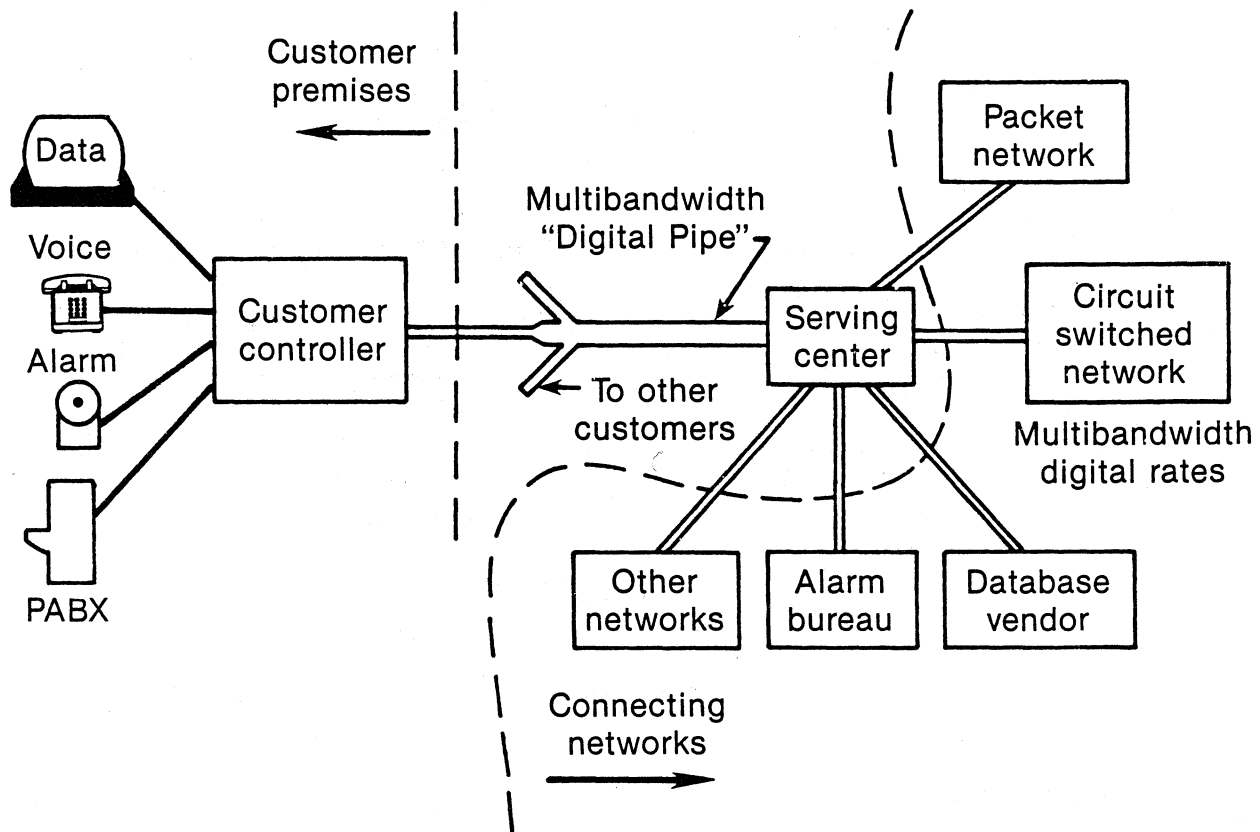 Customer
premises
Data
Voice
Alarm
PABX
Customer
controller
Multibandwidth
“Digital Pipe”
To other
customers
Serving
center
Packet
network
Circuit
switched
network
Multibandwidth
digital rates
Other
networks
Alarm
bureau
Database
vendor
Connecting
networks